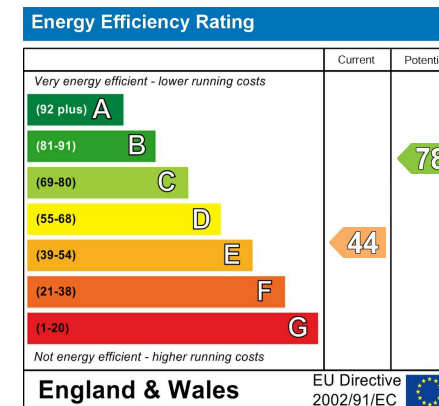 Energy Efficiency Rating
Current Potenti
Very energy efficient - lower running costs
(92 plus) A
(81-91) B
78
(69-80) C
(55-68) D
(39-54) E
44
(21-38) F
(1-20) G
Not energy efficient - higher running costs
England & Wales
EU Directive
2002/91/EC